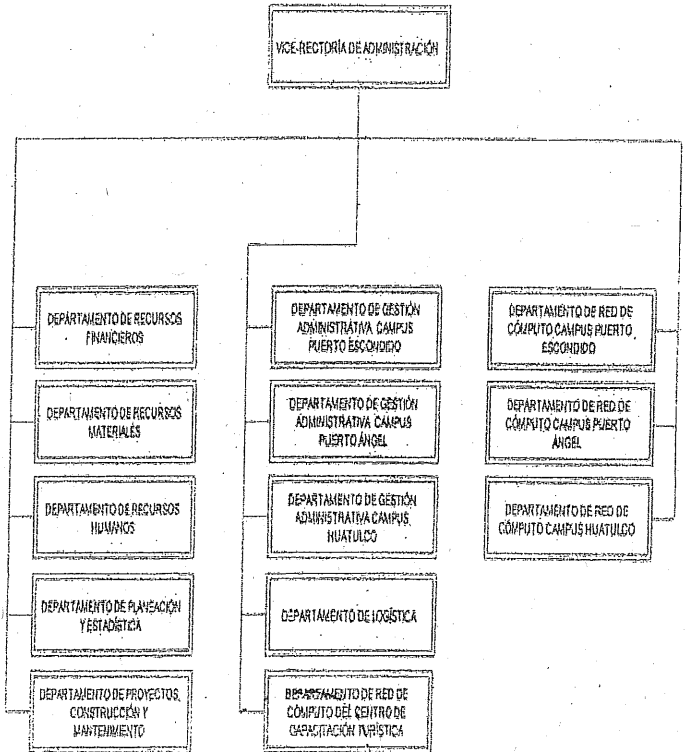 VICE-RECTORÍA DE ADMINISTRACIÓN
DEPARTAMENTO DE RECURSOS
FINANCIEROS
DEPARTAMENTO DE RECURSOS
MATERIALES
DEPARTAMENTO DE RECURSOS
HUMANOS
DEPARTAMENTO DE PLANEACIÓN
Y ESTADÍSTICA
DEPARTAMENTO DE PROYECTOS,
CONSTRUCCIÓN Y
MANTENIMIENTO
DEPARTAMENTO DE GESTIÓN
ADMINISTRATIVA CAMPUS
PUERTO ESCONDIDO
DEPARTAMENTO DE GESTIÓN
ADMINISTRATIVA CAMPUS
PUERTO ÁNGEL
DEPARTAMENTO DE GESTIÓN
ADMINISTRATIVA CAMPUS
HUATULCO
DEPARTAMENTO DE LOGÍSTICA
DEPARTAMENTO DE RED DE
CÓMPUTO DEL CENTRO DE
CAPACITACIÓN TURÍSTICA
DEPARTAMENTO DE RED DE
CÓMPUTO CAMPUS PUERTO
ESCONDIDO
DEPARTAMENTO DE RED DE
CÓMPUTO CAMPUS PUERTO
ÁNGEL
DEPARTAMENTO DE RED DE
CÓMPUTO CAMPUS HUATULCO